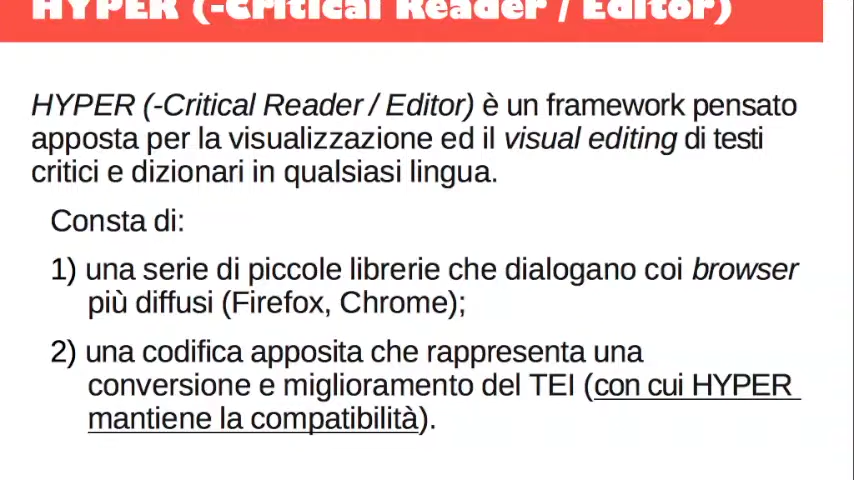 HYPER (-Critical Reader / Editor)
HYPER (-Critical Reader / Editor) è un framework pensato
apposta per la visualizzazione ed il visual editing di testi
critici e dizionari in qualsiasi lingua.
Consta di:
1) una serie di piccole librerie che dialogano coi browser
più diffusi (Firefox, Chrome);
2) una codifica apposita che rappresenta una
conversione e miglioramento del TEI (con cui HYPER
mantiene la compatibilità).